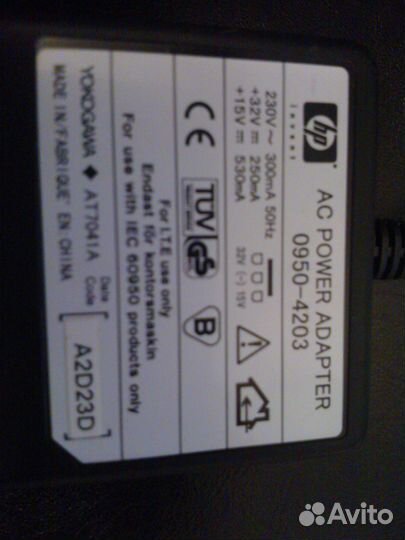 hp
invent
AC POWER ADAPTER
0950-4203
230V ~ 300mA 50Hz
+32V ⎓ 250mA
+15V ⎓ 530mA
32V (-) 15V
CE
TUV
GS
B
For I.T.E use only
Endast för kontorsmaskin
For use with IEC 60950 products only
YOKOGAWA ◆ AT7041A
MADE IN/FABRIQUE EN CHINA
Date
Code
A2D23D
Avito